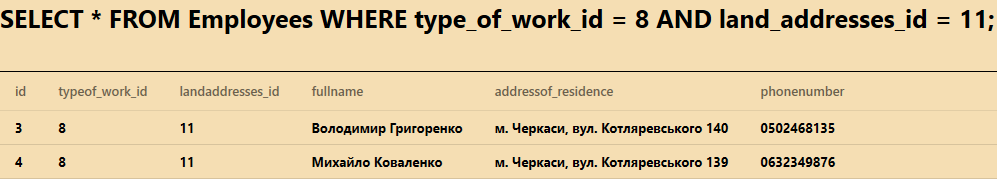 SELECT * FROM Employees WHERE type_of_work_id = 8 AND land_addresses_id = 11;
id typeof_work_id landaddresses_id fullname addressof_residence phonenumber
3 8 11 Володимир Григоренко м. Черкаси, вул. Котляревського 140 0502468135
4 8 11 Михайло Коваленко м. Черкаси, вул. Котляревського 139 0632349876